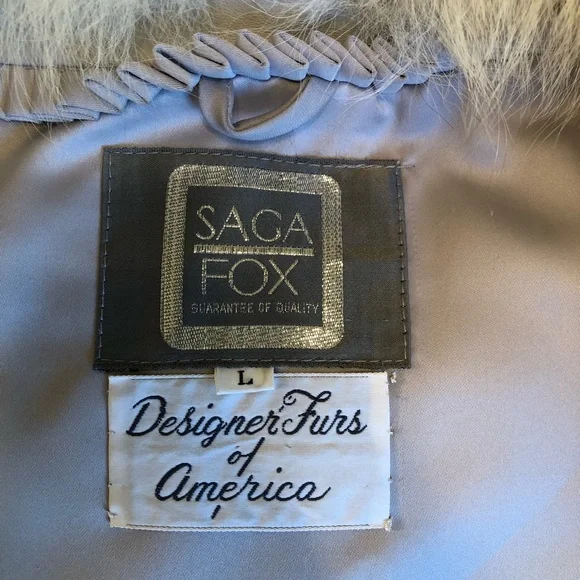 SAGA
FOX
GUARANTEE OF QUALITY
L
Designer Furs
of
America